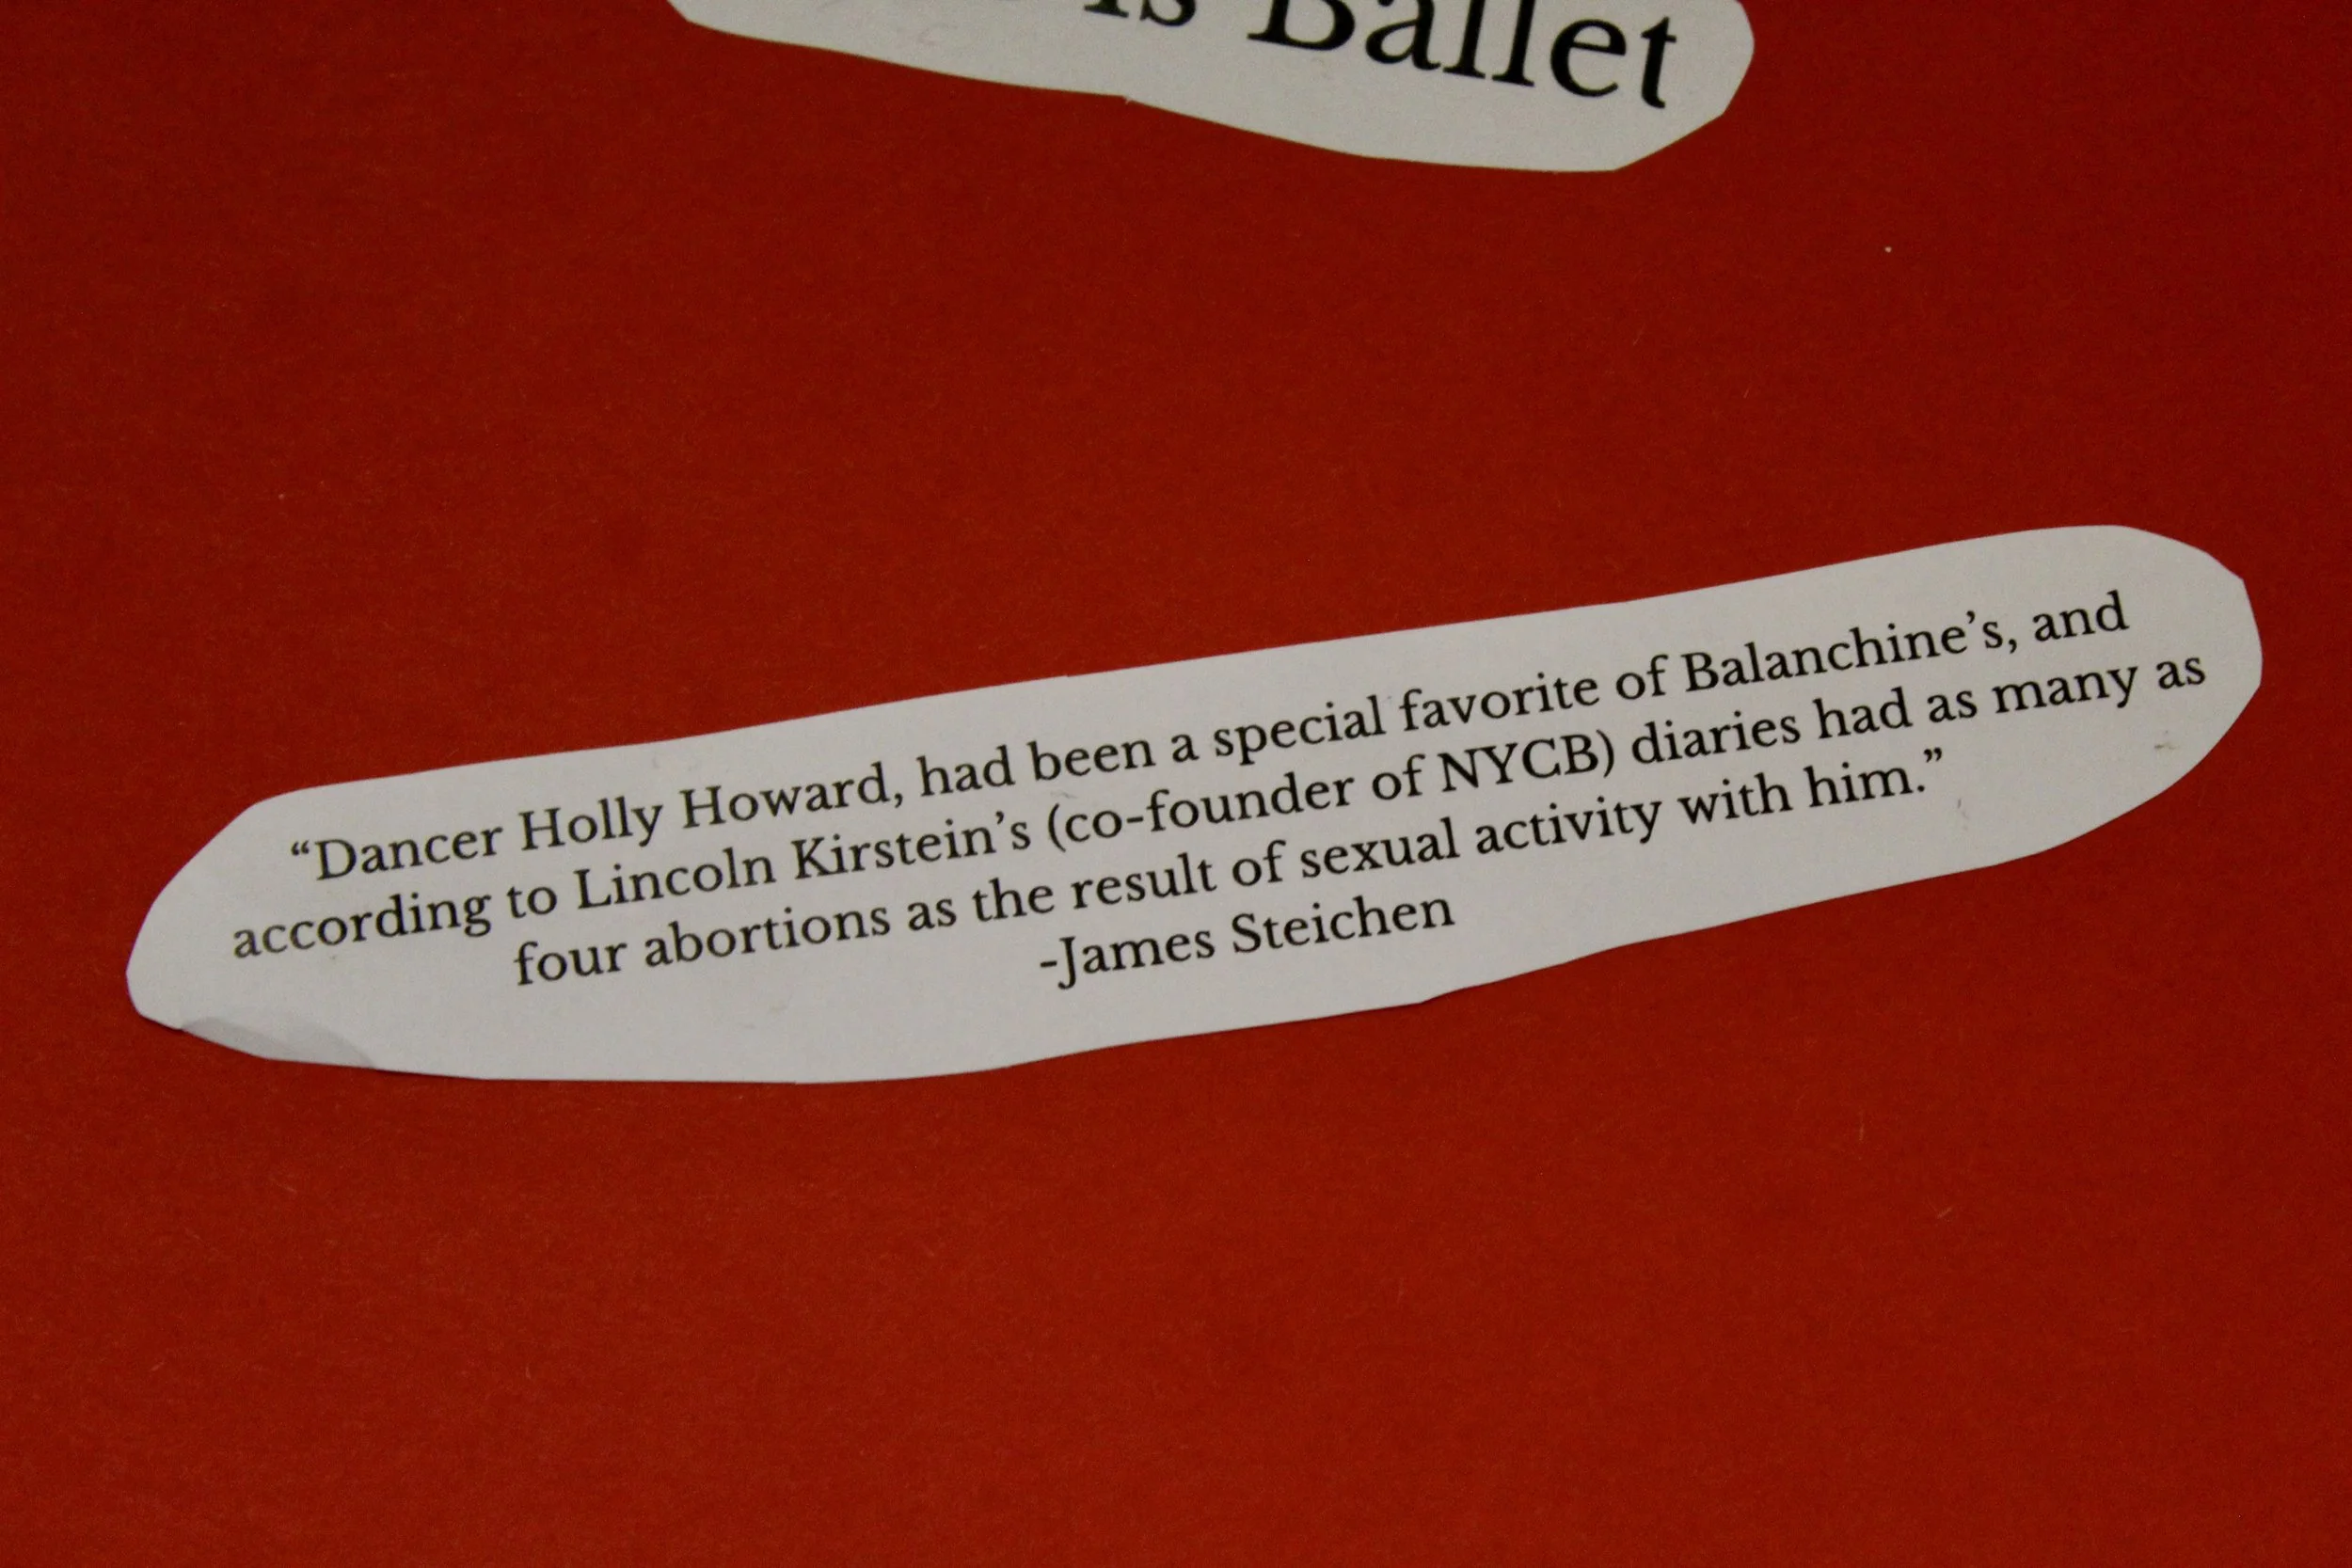 is Ballet
“Dancer Holly Howard, had been a special favorite of Balanchine’s, and
according to Lincoln Kirstein’s (co-founder of NYCB) diaries had as many as
four abortions as the result of sexual activity with him.”
-James Steichen